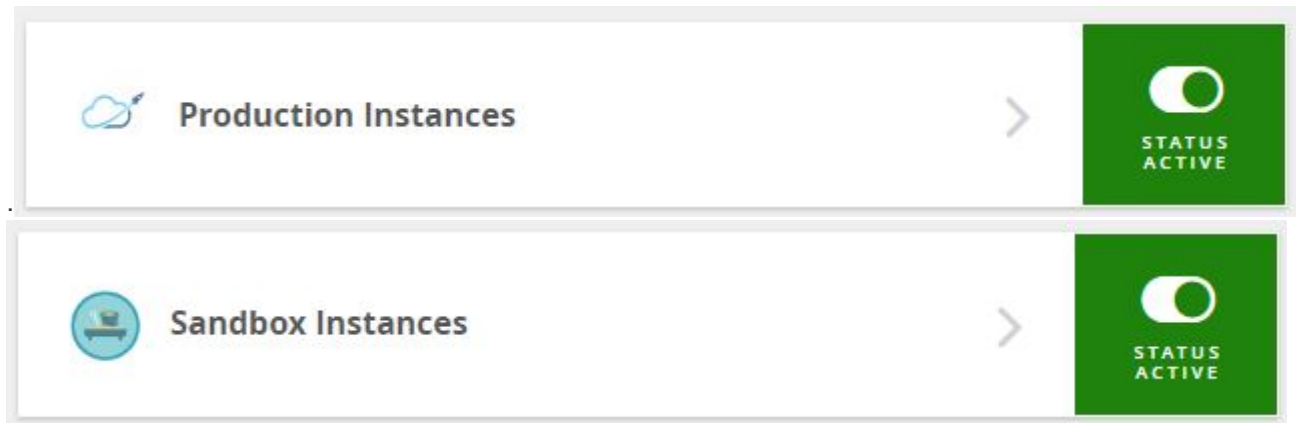 Production Instances
STATUS
ACTIVE
.
Sandbox Instances
STATUS
ACTIVE